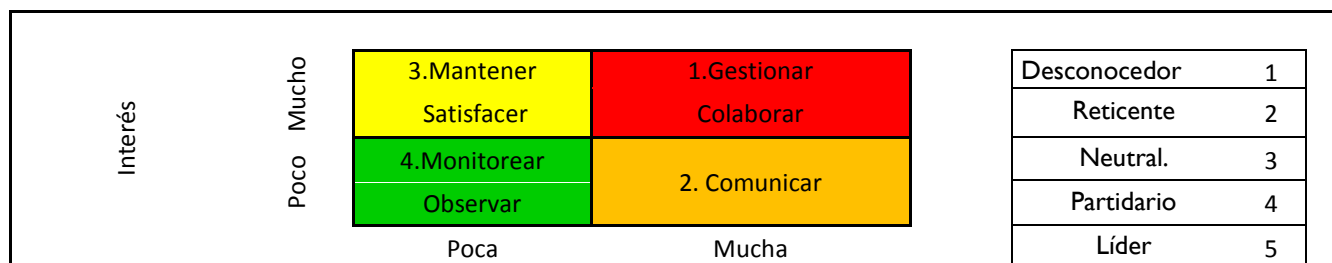 Interés
Mucho
Poco
3.Mantener
Satisfacer
1.Gestionar
Colaborar
4.Monitorear
Observar
2. Comunicar
Poca
Mucha
Desconocedor 1
Reticente 2
Neutral. 3
Partidario 4
Líder 5